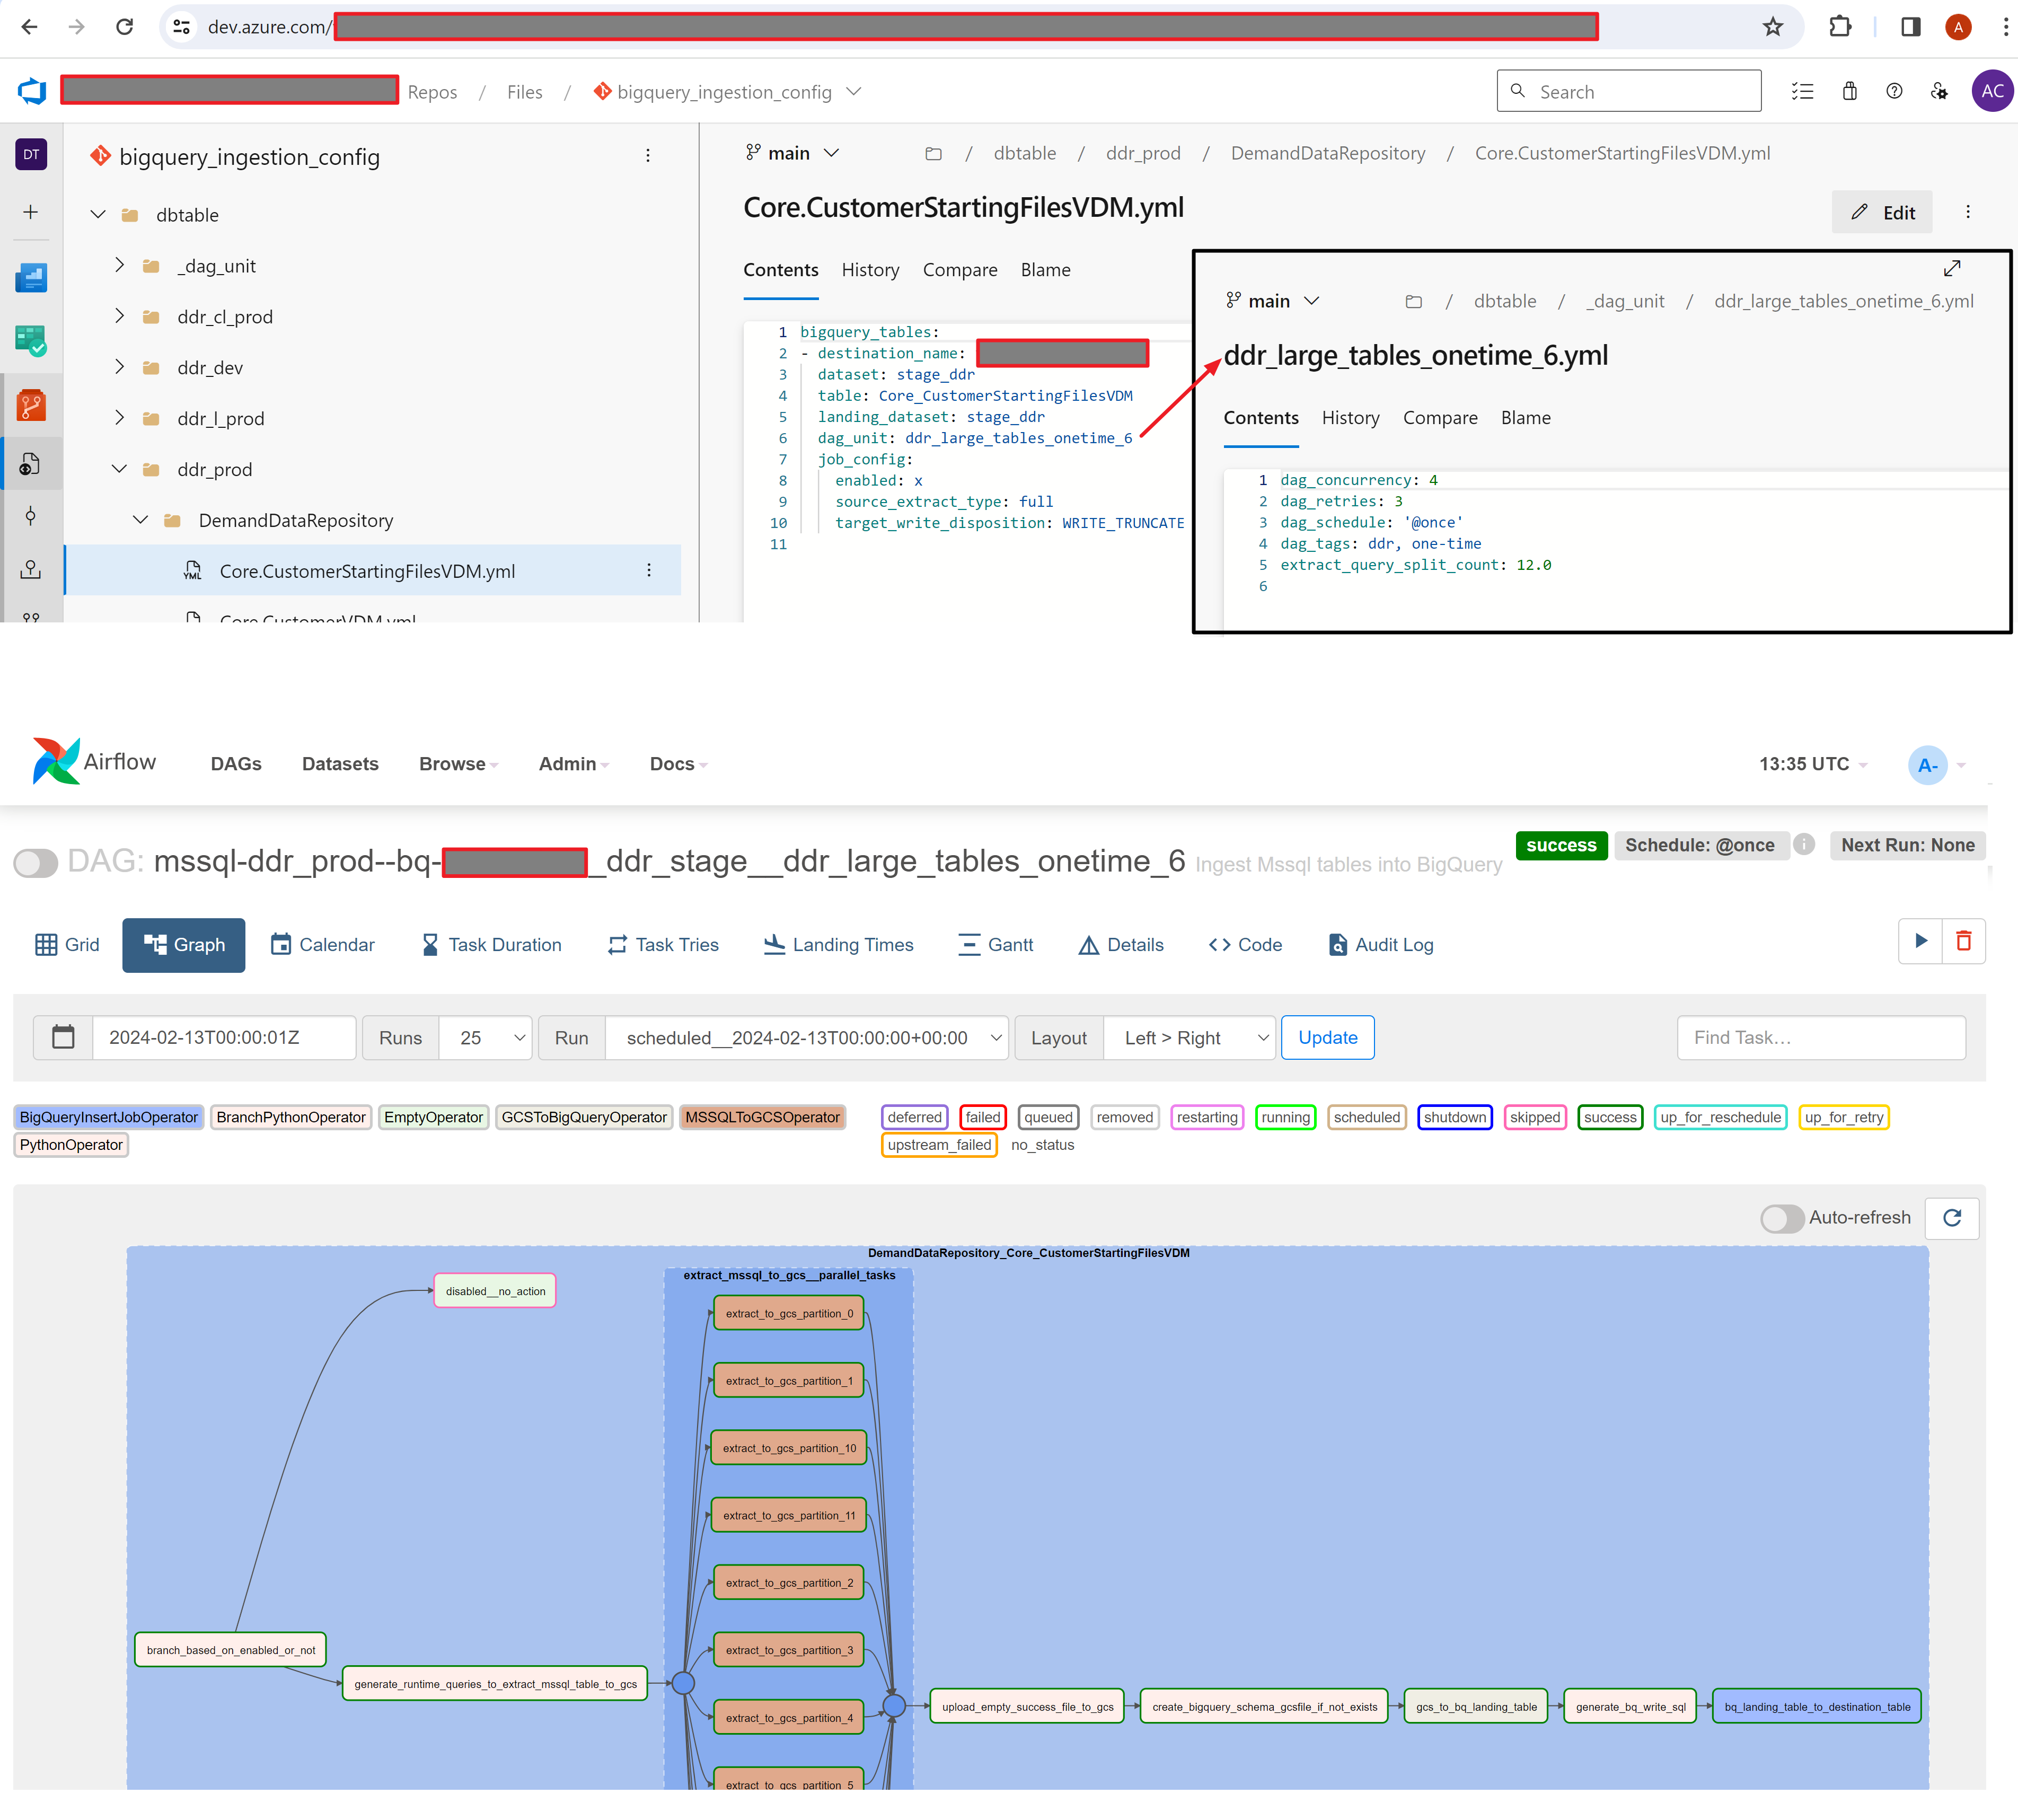 dev.azure.com/
A
Repos / Files / bigquery_ingestion_config
Search
AC
DT
bigquery_ingestion_config
dbtable
_dag_unit
ddr_cl_prod
ddr_dev
ddr_l_prod
ddr_prod
DemandDataRepository
YML Core.CustomerStartingFilesVDM.yml
Core.CustomerVDM.yml
main / dbtable / ddr_prod / DemandDataRepository / Core.CustomerStartingFilesVDM.yml
Core.CustomerStartingFilesVDM.yml
Edit
Contents History Compare Blame
1 bigquery_tables:
2 - destination_name:
3 dataset: stage_ddr
4 table: Core_CustomerStartingFilesVDM
5 landing_dataset: stage_ddr
6 dag_unit: ddr_large_tables_onetime_6
7 job_config:
8 enabled: x
9 source_extract_type: full
10 target_write_disposition: WRITE_TRUNCATE
11
main / dbtable / _dag_unit / ddr_large_tables_onetime_6.yml
ddr_large_tables_onetime_6.yml
Contents History Compare Blame
1 dag_concurrency: 4
2 dag_retries: 3
3 dag_schedule: '@once'
4 dag_tags: ddr, one-time
5 extract_query_split_count: 12.0
6
Airflow DAGs Datasets Browse Admin Docs 13:35 UTC A-
DAG: mssql-ddr_prod--bq- _ddr_stage__ddr_large_tables_onetime_6 Ingest Mssql tables into BigQuery
success Schedule: @once i Next Run: None
Grid Graph Calendar Task Duration Task Tries Landing Times Gantt Details Code Audit Log
2024-02-13T00:00:01Z Runs 25 Run scheduled__2024-02-13T00:00:00+00:00 Layout Left > Right Update Find Task...
BigQueryInsertJobOperator BranchPythonOperator EmptyOperator GCSToBigQueryOperator MSSQLToGCSOperator
PythonOperator
deferred failed queued removed restarting running scheduled shutdown skipped success up_for_reschedule up_for_retry
upstream_failed no_status
Auto-refresh
DemandDataRepository_Core_CustomerStartingFilesVDM
extract_mssql_to_gcs__parallel_tasks
disabled__no_action
extract_to_gcs_partition_0
extract_to_gcs_partition_1
extract_to_gcs_partition_10
extract_to_gcs_partition_11
extract_to_gcs_partition_2
extract_to_gcs_partition_3
extract_to_gcs_partition_4
extract_to_gcs_partition_5
branch_based_on_enabled_or_not
generate_runtime_queries_to_extract_mssql_table_to_gcs
upload_empty_success_file_to_gcs
create_bigquery_schema_gcsfile_if_not_exists
gcs_to_bq_landing_table
generate_bq_write_sql
bq_landing_table_to_destination_table